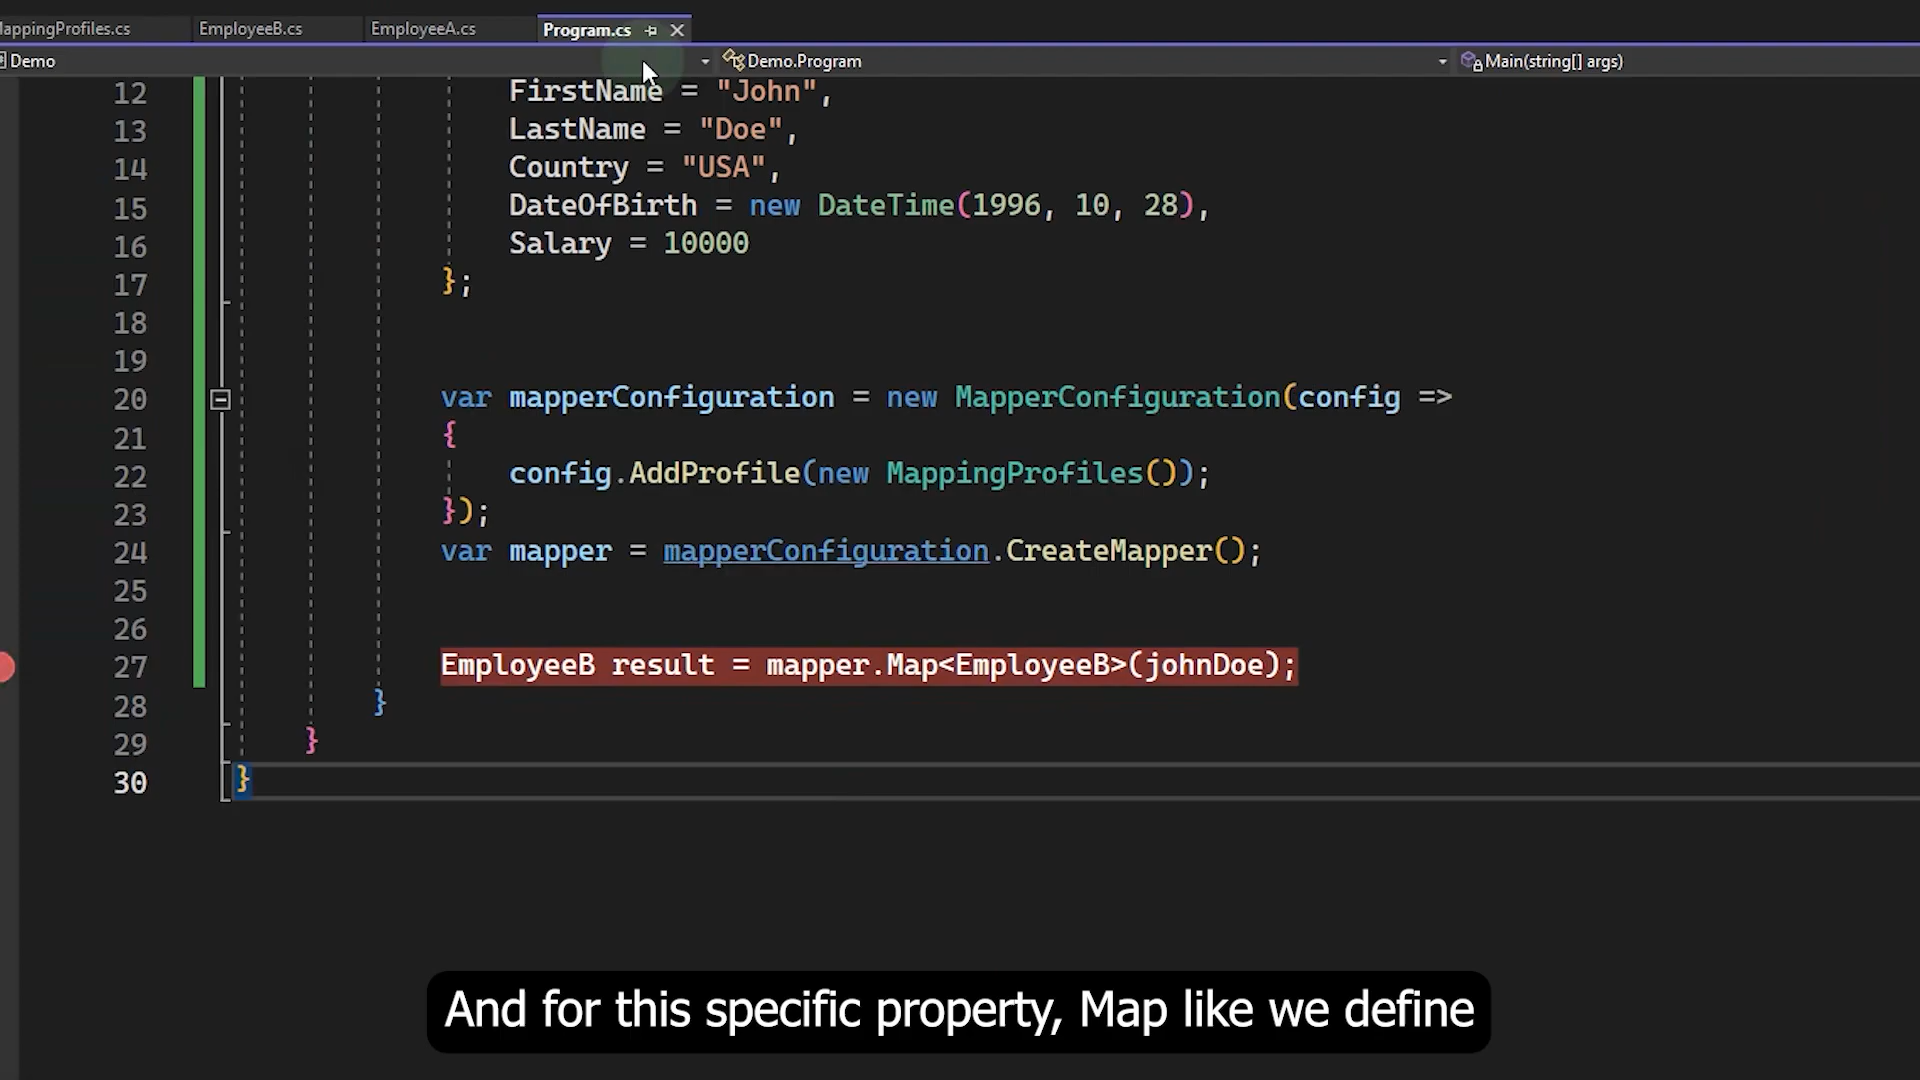 appingProfiles.cs EmployeeB.cs EmployeeA.cs Program.cs
Demo Demo.Program Main(string[] args)
12 FirstName = "John",
13 LastName = "Doe",
14 Country = "USA",
15 DateOfBirth = new DateTime(1996, 10, 28),
16 Salary = 10000
17 };
18
19
20 var mapperConfiguration = new MapperConfiguration(config =>
21 {
22 config.AddProfile(new MappingProfiles());
23 });
24 var mapper = mapperConfiguration.CreateMapper();
25
26
27 EmployeeB result = mapper.Map<EmployeeB>(johnDoe);
28 }
29 }
30 }
And for this specific property, Map like we define